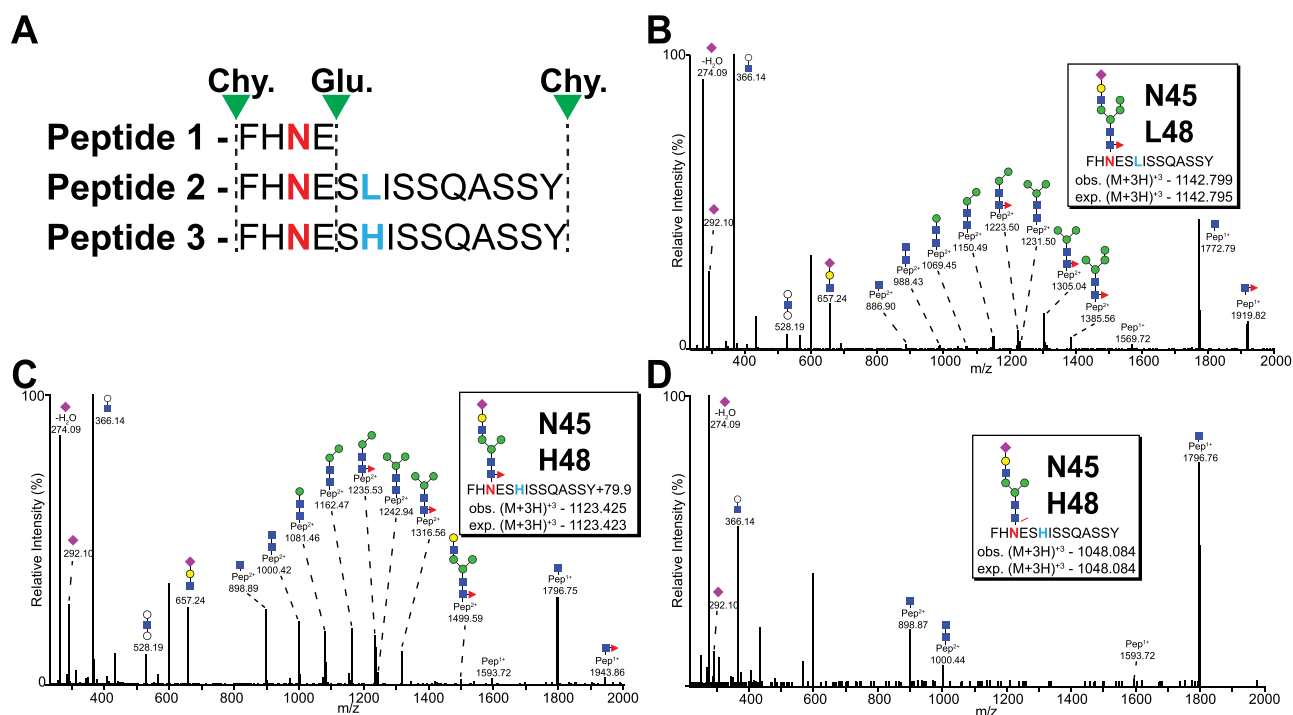 A
Chy. Glu. Chy.
Peptide 1 - FHNE
Peptide 2 - FHNESLISSQASSY
Peptide 3 - FHNESHISSQASSY
B
100
Relative Intensity (%)
0
-H2O
274.09
366.14
292.10
528.19
657.24
Pep2+
886.90
Pep2+
988.43
Pep2+
1069.45
Pep2+
1150.49
Pep2+
1223.50
Pep2+
1231.50
Pep2+
1305.04
Pep2+
1385.56
Pep1+
1569.72
Pep1+
1772.79
Pep1+
1919.82
N45
L48
FHNESLISSQASSY
obs. (M+3H)+3 - 1142.799
exp. (M+3H)+3 - 1142.795
400 600 800 1000 1200 1400 1600 1800 2000
m/z
C
100
Relative Intensity (%)
0
-H2O
274.09
366.14
292.10
528.19
657.24
Pep2+
898.89
Pep2+
1000.42
Pep2+
1081.46
Pep2+
1162.47
Pep2+
1235.53
Pep2+
1242.94
Pep2+
1316.56
Pep2+
1499.59
Pep1+
1593.72
Pep1+
1796.75
Pep1+
1943.86
N45
H48
FHNESHISSQASSY+79.9
obs. (M+3H)+3 - 1123.425
exp. (M+3H)+3 - 1123.423
400 600 800 1000 1200 1400 1600 1800 2000
m/z
D
100
Relative Intensity (%)
0
-H2O
274.09
366.14
292.10
Pep2+
898.87
Pep2+
1000.44
Pep1+
1593.72
Pep1+
1796.76
N45
H48
FHNESHISSQASSY
obs. (M+3H)+3 - 1048.084
exp. (M+3H)+3 - 1048.084
400 600 800 1000 1200 1400 1600 1800 2000
m/z